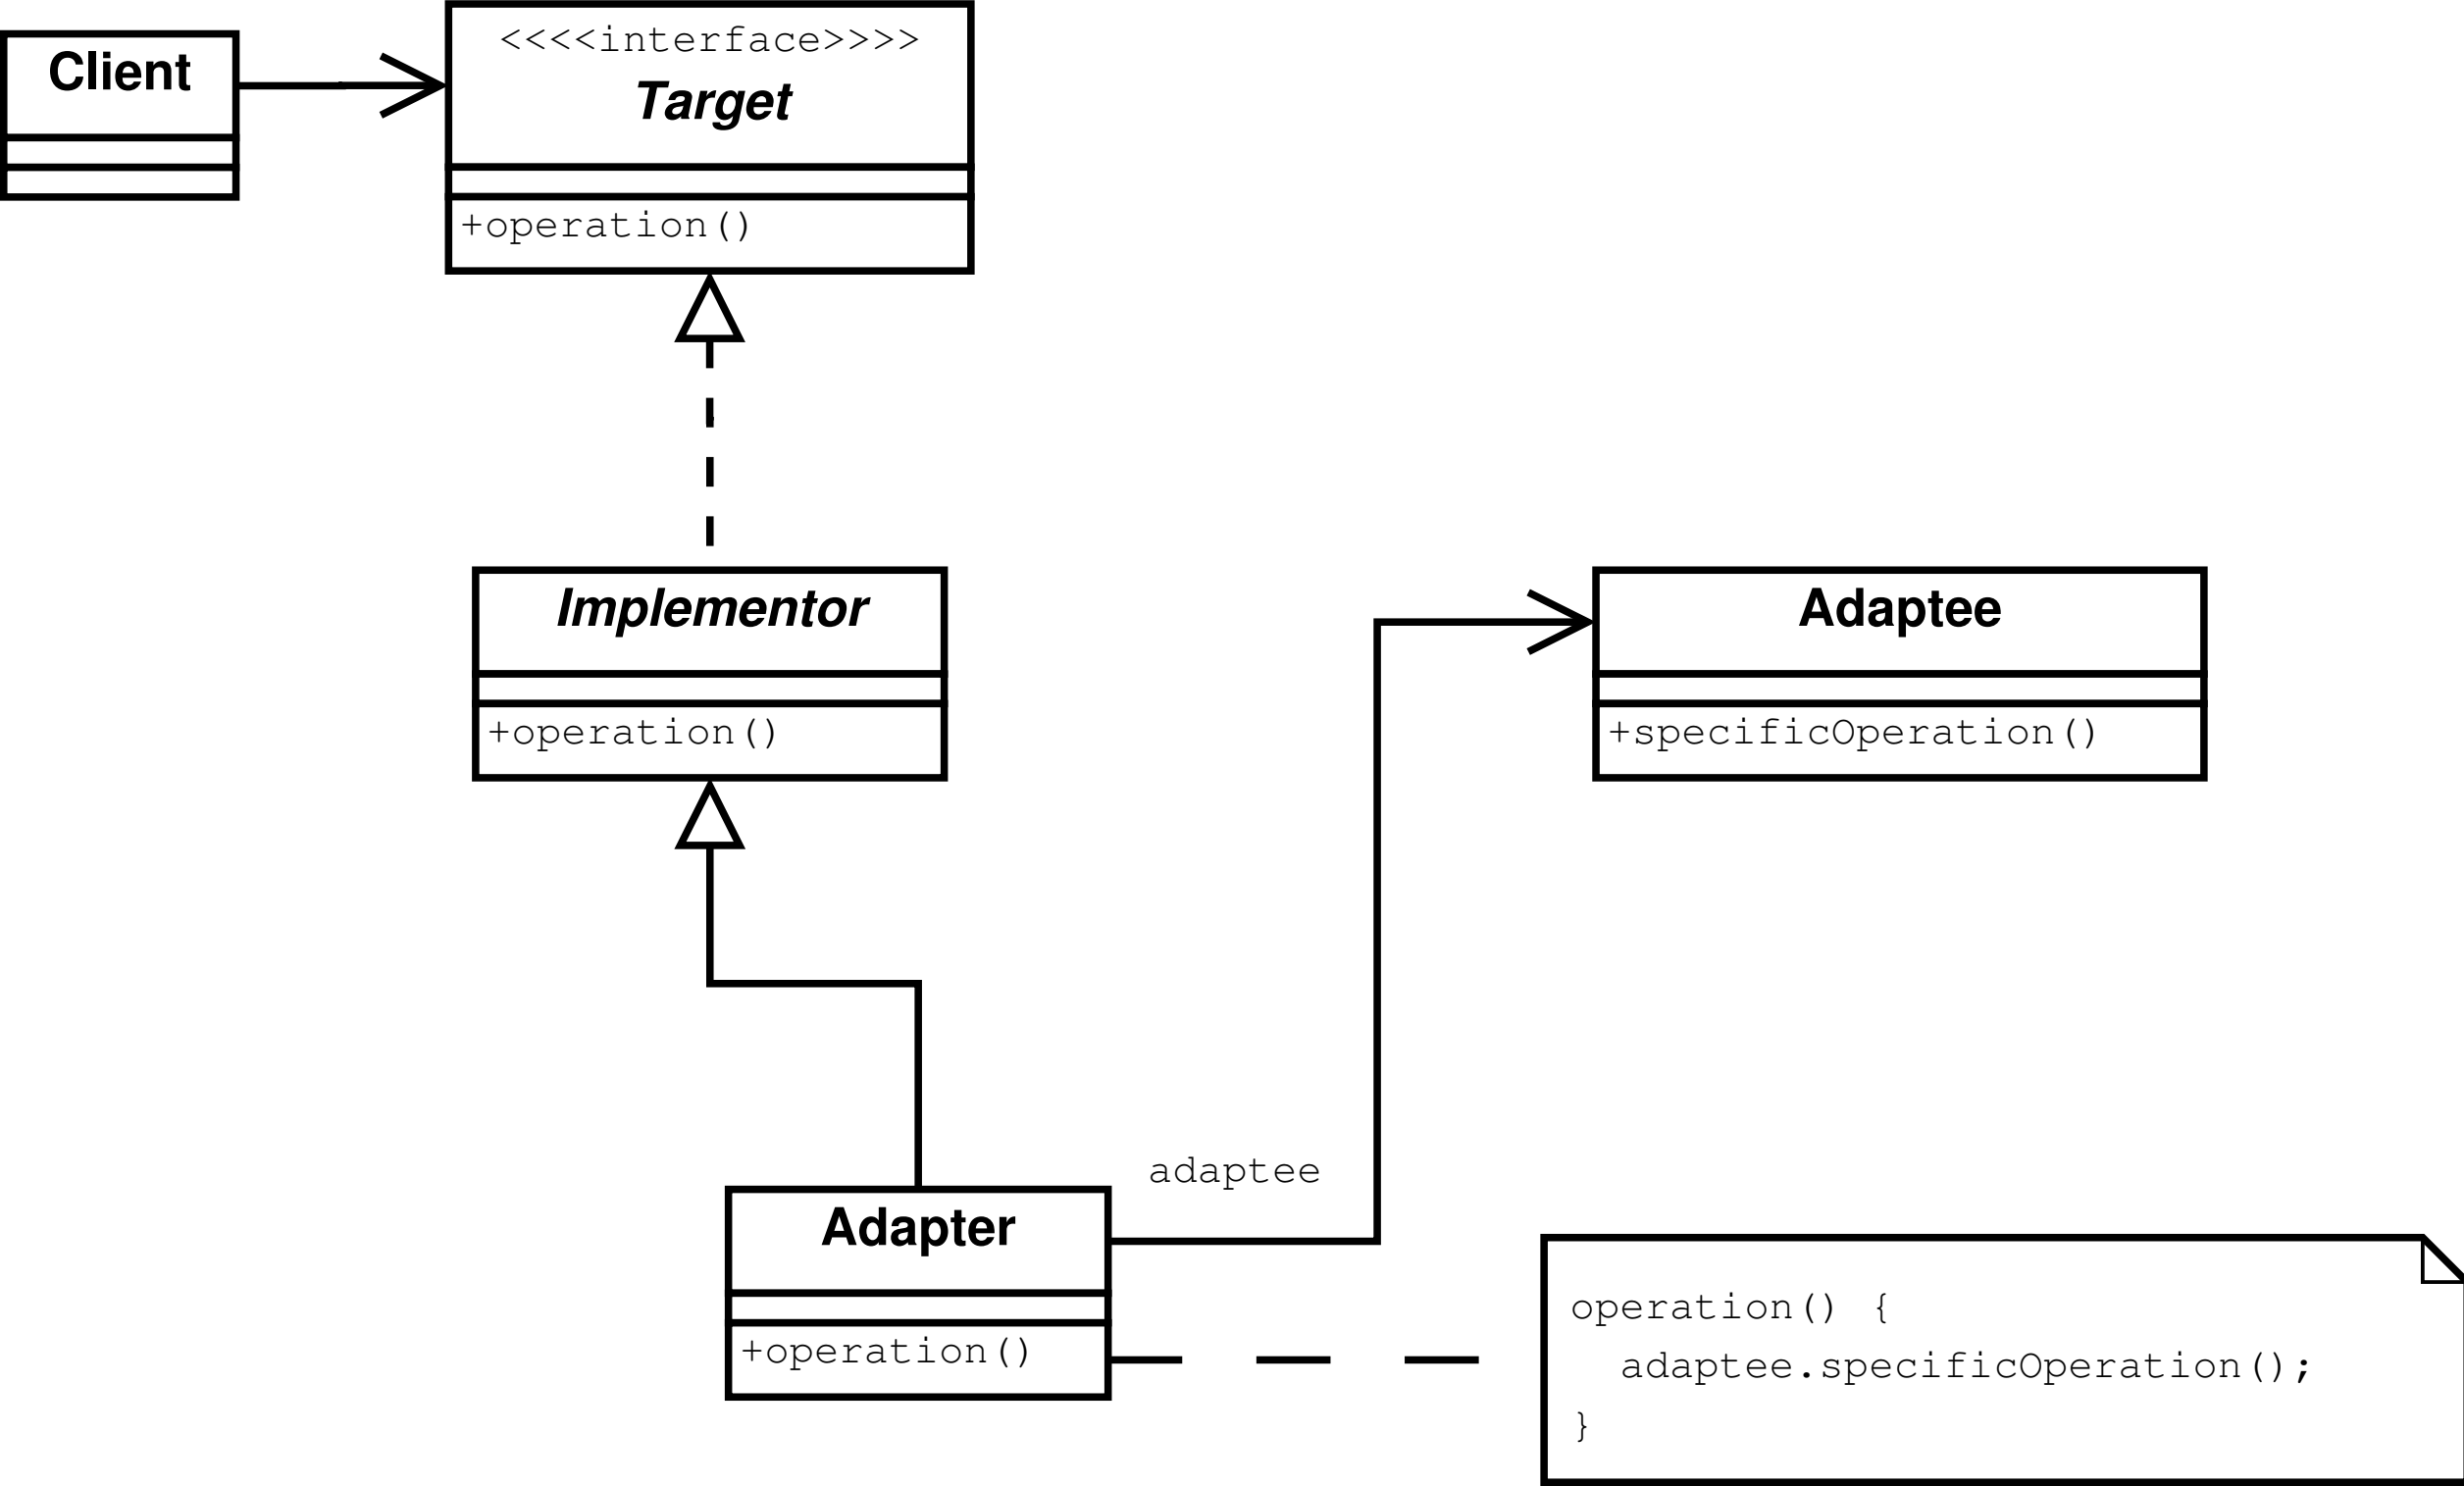 Client
<<<<interface>>>>
Target
+operation()
Implementor
+operation()
Adaptee
+specificOperation()
adaptee
Adapter
+operation()
operation() {
  adaptee.specificOperation();
}